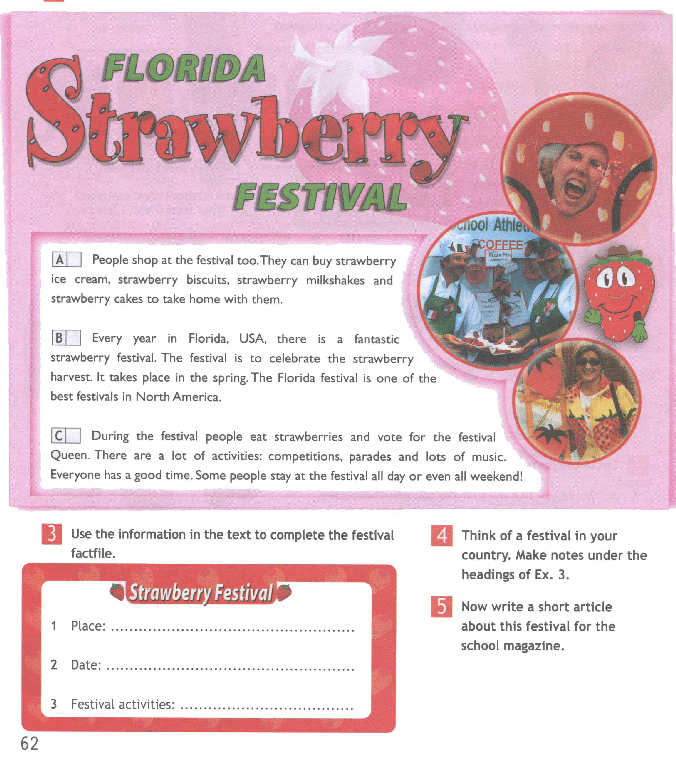 FLORIDA
Strawberry
FESTIVAL
A People shop at the festival too. They can buy strawberry
ice cream, strawberry biscuits, strawberry milkshakes and
strawberry cakes to take home with them.
B Every year in Florida, USA, there is a fantastic
strawberry festival. The festival is to celebrate the strawberry
harvest. It takes place in the spring. The Florida festival is one of the
best festivals in North America.
C During the festival people eat strawberries and vote for the festival
Queen. There are a lot of activities: competitions, parades and lots of music.
Everyone has a good time. Some people stay at the festival all day or even all weekend!
COFFEE
3 Use the information in the text to complete the festival
factfile.
Strawberry Festival
1 Place: ....................................................
2 Date: .....................................................
3 Festival activities: .....................................
4 Think of a festival in your
country. Make notes under the
headings of Ex. 3.
5 Now write a short article
about this festival for the
school magazine.
62